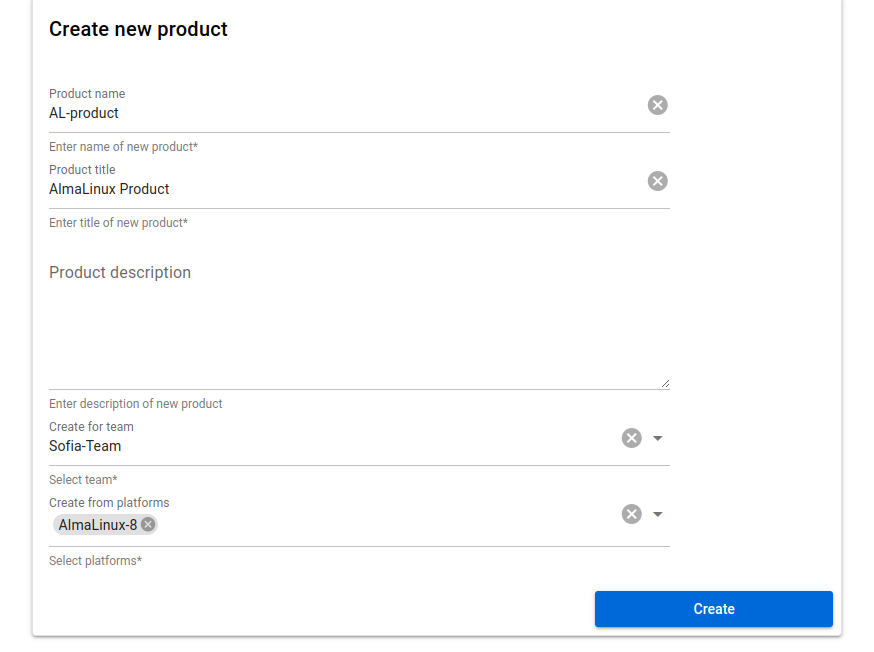 Create new product
Product name
AL-product
Enter name of new product*
Product title
AlmaLinux Product
Enter title of new product*
Product description
Enter description of new product
Create for team
Sofia-Team
Select team*
Create from platforms
AlmaLinux-8
Select platforms*
Create